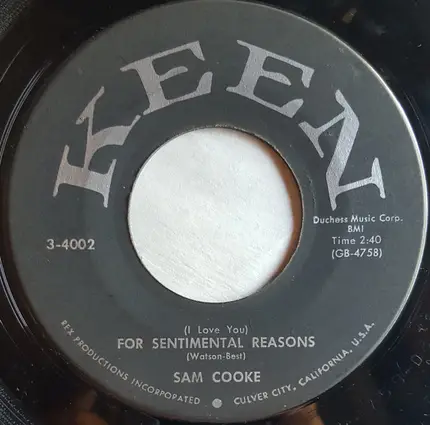 KEEN
3-4002
Duchess Music Corp.
BMI
Time 2:40
(GB-4758)
(I Love You)
FOR SENTIMENTAL REASONS
(Watson-Best)
SAM COOKE
REX PRODUCTIONS INCORPORATED • CULVER CITY, CALIFORNIA, U.S.A.